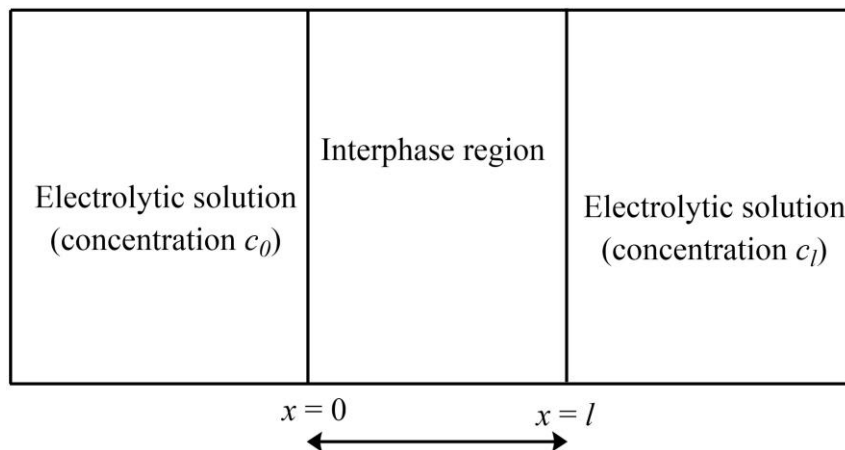 Electrolytic solution
(concentration c₀)
Interphase region
Electrolytic solution
(concentration cₗ)
x = 0
x = l